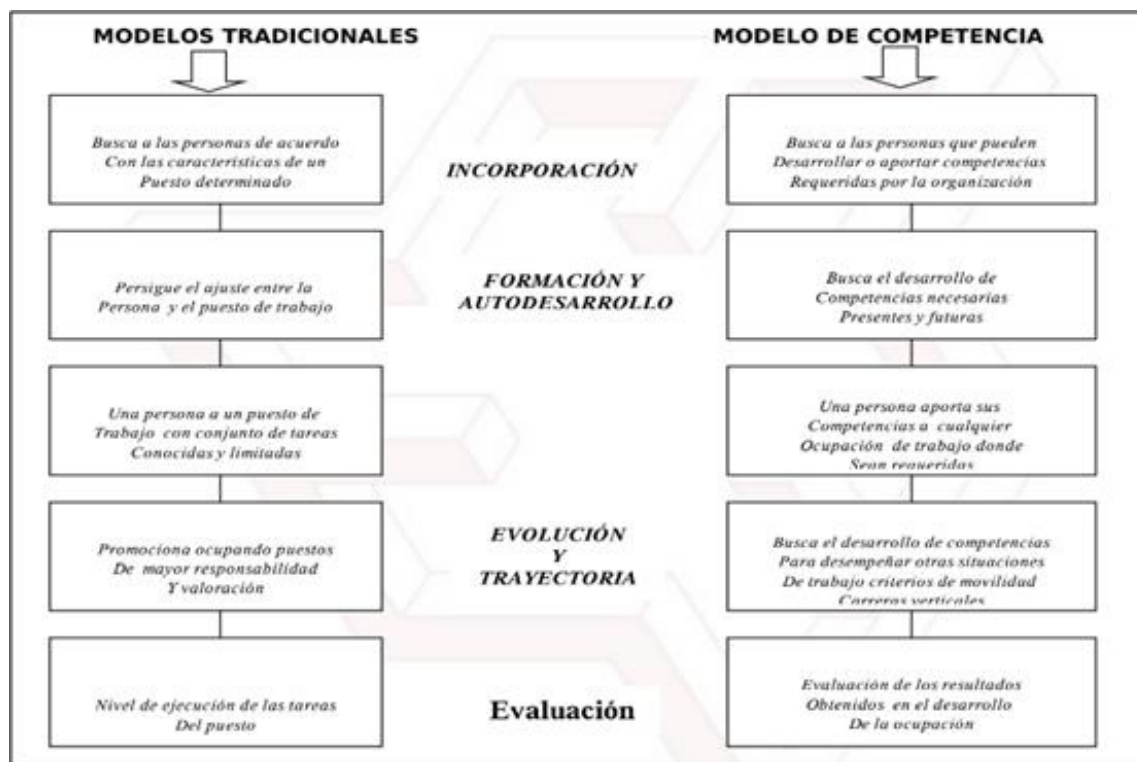 MODELOS TRADICIONALES
MODELO DE COMPETENCIA
Busca a las personas de acuerdo
Con las características de un
Puesto determinado
INCORPORACIÓN
Busca a las personas que pueden
Desarrollar o aportar competencias
Requeridas por la organización
Persigue el ajuste entre la
Persona y el puesto de trabajo
FORMACIÓN Y
AUTODESARROLLO
Busca el desarrollo de
Competencias necesarias
Presentes y futuras
Una persona a un puesto de
Trabajo con conjunto de tareas
Conocidas y limitadas
Una persona aporta sus
Competencias a cualquier
Ocupación de trabajo donde
Sean requeridas
Promociona ocupando puestos
De mayor responsabilidad
Y valoración
EVOLUCIÓN
Y
TRAYECTORIA
Busca el desarrollo de competencias
Para desempeñar otras situaciones
De trabajo criterios de movilidad
Carreras verticales
Nivel de ejecución de las tareas
Del puesto
Evaluación
Evaluación de los resultados
Obtenidos en el desarrollo
De la ocupación